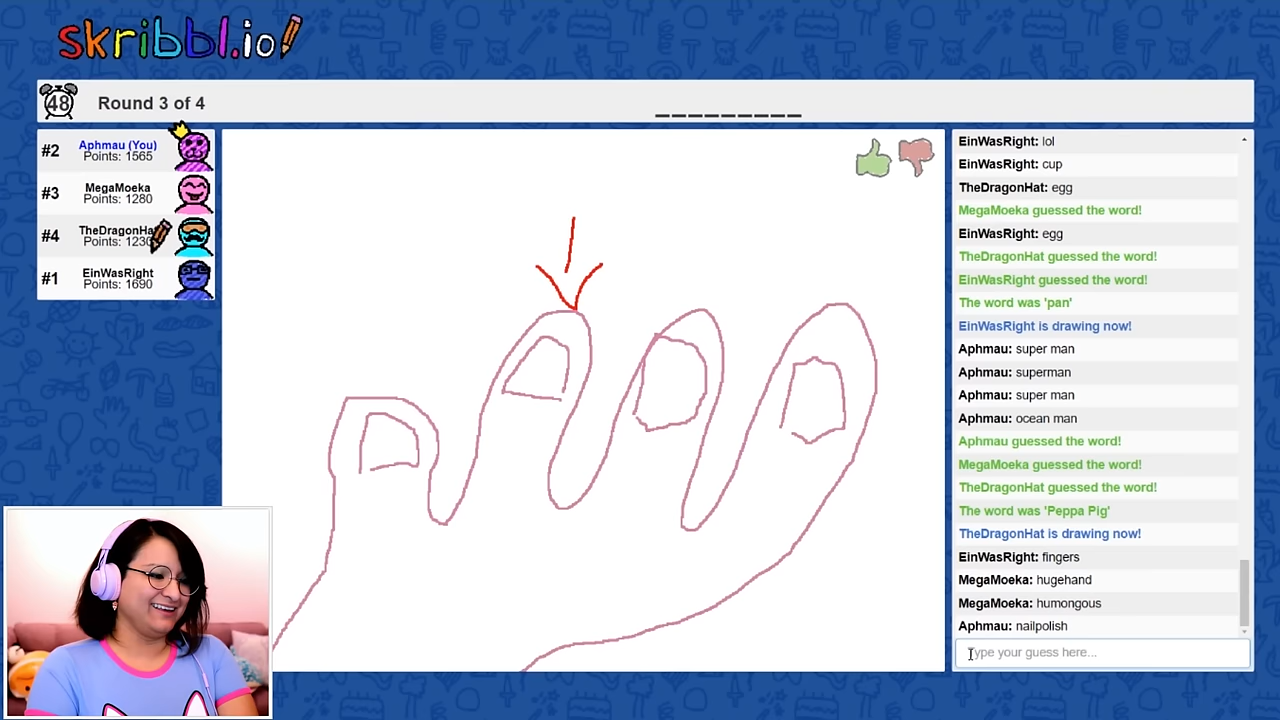 skribbl.io!
48
Round 3 of 4
_________
#2
Aphmau (You)
Points: 1565
#3
MegaMoeka
Points: 1280
#4
TheDragonHa
Points: 1230
#1
EinWasRight
Points: 1690
EinWasRight: lol
EinWasRight: cup
TheDragonHat: egg
MegaMoeka guessed the word!
EinWasRight: egg
TheDragonHat guessed the word!
EinWasRight guessed the word!
The word was 'pan'
EinWasRight is drawing now!
Aphmau: super man
Aphmau: superman
Aphmau: super man
Aphmau: ocean man
Aphmau guessed the word!
MegaMoeka guessed the word!
TheDragonHat guessed the word!
The word was 'Peppa Pig'
TheDragonHat is drawing now!
EinWasRight: fingers
MegaMoeka: hugehand
MegaMoeka: humongous
Aphmau: nailpolish
Type your guess here...